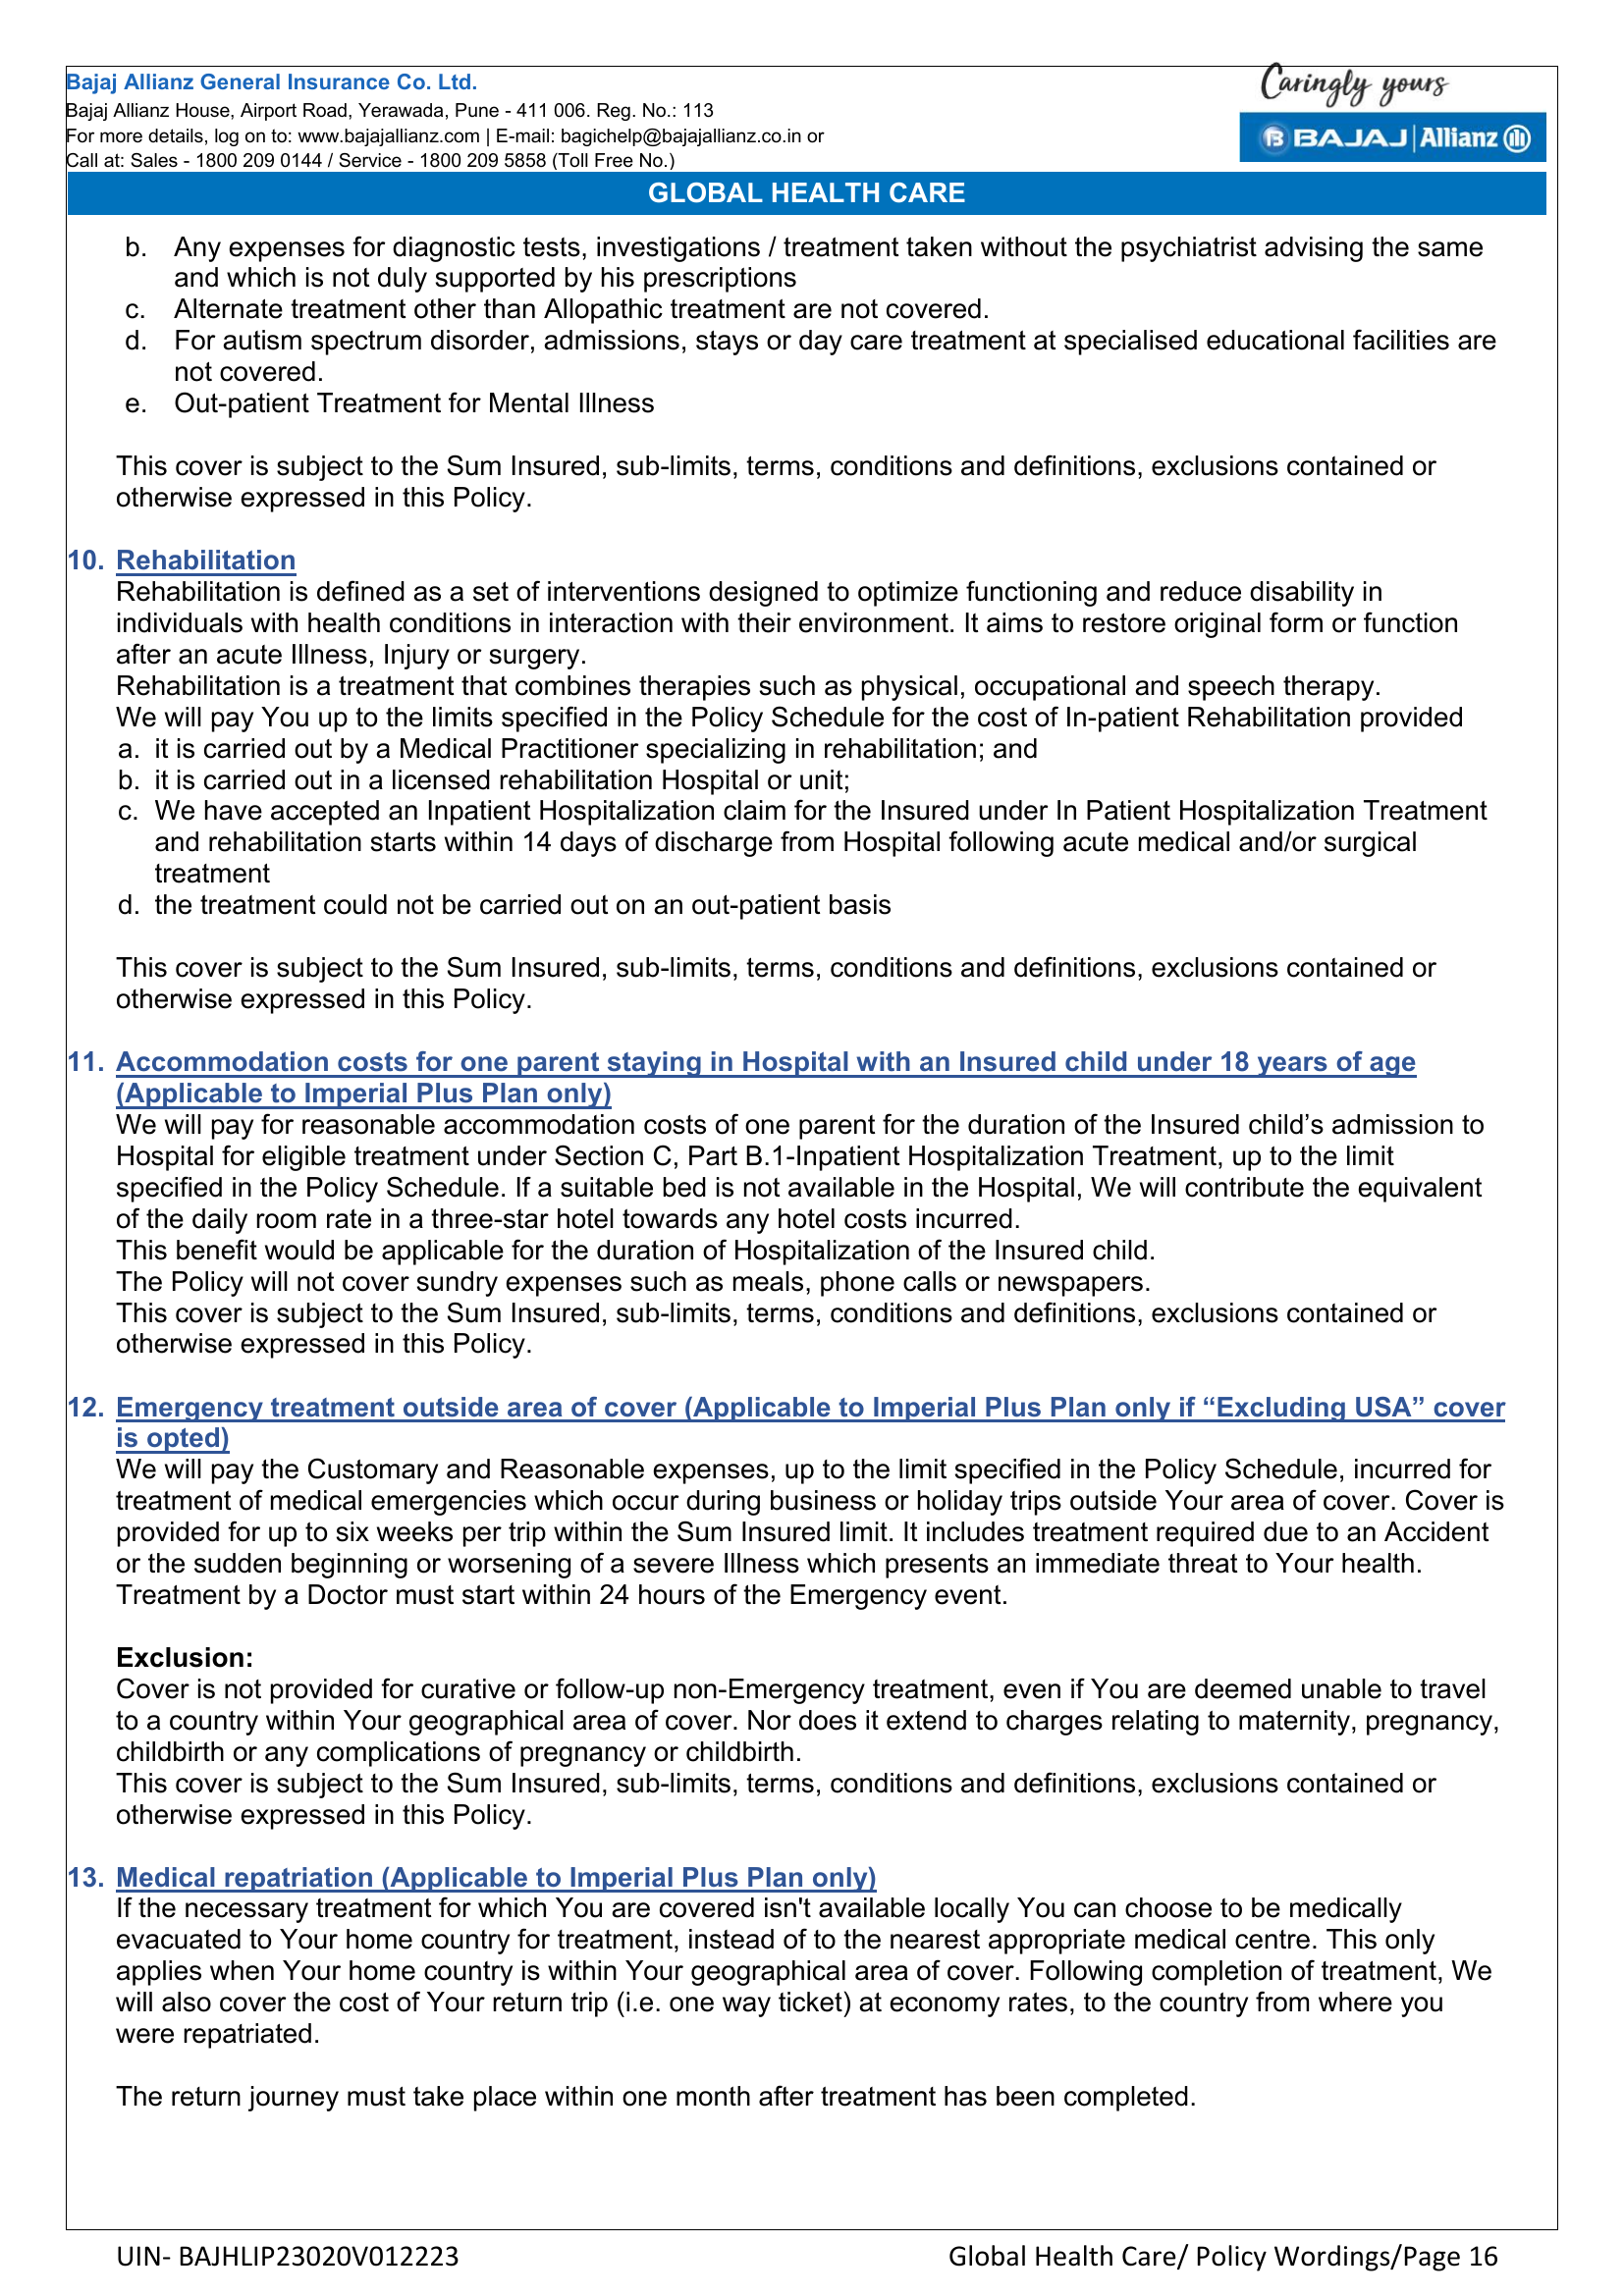 Bajaj Allianz General Insurance Co. Ltd.
Bajaj Allianz House, Airport Road, Yerawada, Pune - 411 006. Reg. No.: 113
For more details, log on to: www.bajajallianz.com | E-mail: bagichelp@bajajallianz.co.in or
Call at: Sales - 1800 209 0144 / Service - 1800 209 5858 (Toll Free No.)
Caringly yours
B BAJAJ | Allianz
GLOBAL HEALTH CARE
b. Any expenses for diagnostic tests, investigations / treatment taken without the psychiatrist advising the same
and which is not duly supported by his prescriptions
c. Alternate treatment other than Allopathic treatment are not covered.
d. For autism spectrum disorder, admissions, stays or day care treatment at specialised educational facilities are
not covered.
e. Out-patient Treatment for Mental Illness
This cover is subject to the Sum Insured, sub-limits, terms, conditions and definitions, exclusions contained or
otherwise expressed in this Policy.
10. Rehabilitation
Rehabilitation is defined as a set of interventions designed to optimize functioning and reduce disability in
individuals with health conditions in interaction with their environment. It aims to restore original form or function
after an acute Illness, Injury or surgery.
Rehabilitation is a treatment that combines therapies such as physical, occupational and speech therapy.
We will pay You up to the limits specified in the Policy Schedule for the cost of In-patient Rehabilitation provided
a. it is carried out by a Medical Practitioner specializing in rehabilitation; and
b. it is carried out in a licensed rehabilitation Hospital or unit;
c. We have accepted an Inpatient Hospitalization claim for the Insured under In Patient Hospitalization Treatment
and rehabilitation starts within 14 days of discharge from Hospital following acute medical and/or surgical
treatment
d. the treatment could not be carried out on an out-patient basis
This cover is subject to the Sum Insured, sub-limits, terms, conditions and definitions, exclusions contained or
otherwise expressed in this Policy.
11. Accommodation costs for one parent staying in Hospital with an Insured child under 18 years of age
(Applicable to Imperial Plus Plan only)
We will pay for reasonable accommodation costs of one parent for the duration of the Insured child’s admission to
Hospital for eligible treatment under Section C, Part B.1-Inpatient Hospitalization Treatment, up to the limit
specified in the Policy Schedule. If a suitable bed is not available in the Hospital, We will contribute the equivalent
of the daily room rate in a three-star hotel towards any hotel costs incurred.
This benefit would be applicable for the duration of Hospitalization of the Insured child.
The Policy will not cover sundry expenses such as meals, phone calls or newspapers.
This cover is subject to the Sum Insured, sub-limits, terms, conditions and definitions, exclusions contained or
otherwise expressed in this Policy.
12. Emergency treatment outside area of cover (Applicable to Imperial Plus Plan only if “Excluding USA” cover
is opted)
We will pay the Customary and Reasonable expenses, up to the limit specified in the Policy Schedule, incurred for
treatment of medical emergencies which occur during business or holiday trips outside Your area of cover. Cover is
provided for up to six weeks per trip within the Sum Insured limit. It includes treatment required due to an Accident
or the sudden beginning or worsening of a severe Illness which presents an immediate threat to Your health.
Treatment by a Doctor must start within 24 hours of the Emergency event.
Exclusion:
Cover is not provided for curative or follow-up non-Emergency treatment, even if You are deemed unable to travel
to a country within Your geographical area of cover. Nor does it extend to charges relating to maternity, pregnancy,
childbirth or any complications of pregnancy or childbirth.
This cover is subject to the Sum Insured, sub-limits, terms, conditions and definitions, exclusions contained or
otherwise expressed in this Policy.
13. Medical repatriation (Applicable to Imperial Plus Plan only)
If the necessary treatment for which You are covered isn't available locally You can choose to be medically
evacuated to Your home country for treatment, instead of to the nearest appropriate medical centre. This only
applies when Your home country is within Your geographical area of cover. Following completion of treatment, We
will also cover the cost of Your return trip (i.e. one way ticket) at economy rates, to the country from where you
were repatriated.
The return journey must take place within one month after treatment has been completed.
UIN- BAJHLIP23020V012223
Global Health Care/ Policy Wordings/Page 16